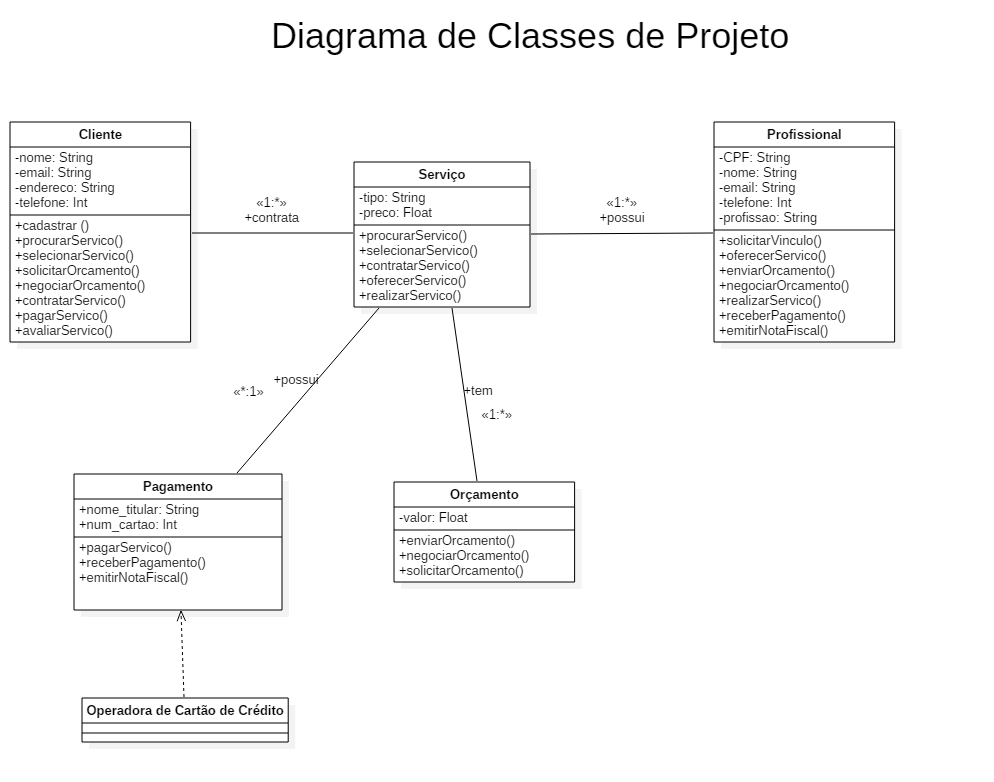 Diagrama de Classes de Projeto
Cliente
-nome: String
-email: String
-endereco: String
-telefone: Int
+cadastrar ()
+procurarServico()
+selecionarServico()
+solicitarOrcamento()
+negociarOrcamento()
+contratarServico()
+pagarServico()
+avaliarServico()
«1:*»
+contrata
Serviço
-tipo: String
-preco: Float
+procurarServico()
+selecionarServico()
+contratarServico()
+oferecerServico()
+realizarServico()
«1:*»
+possui
Profissional
-CPF: String
-nome: String
-email: String
-telefone: Int
-profissao: String
+solicitarVinculo()
+oferecerServico()
+enviarOrcamento()
+negociarOrcamento()
+realizarServico()
+receberPagamento()
+emitirNotaFiscal()
+possui
«*:1»
+tem
«1:*»
Pagamento
+nome_titular: String
+num_cartao: Int
+pagarServico()
+receberPagamento()
+emitirNotaFiscal()
Orçamento
-valor: Float
+enviarOrcamento()
+negociarOrcamento()
+solicitarOrcamento()
Operadora de Cartão de Crédito